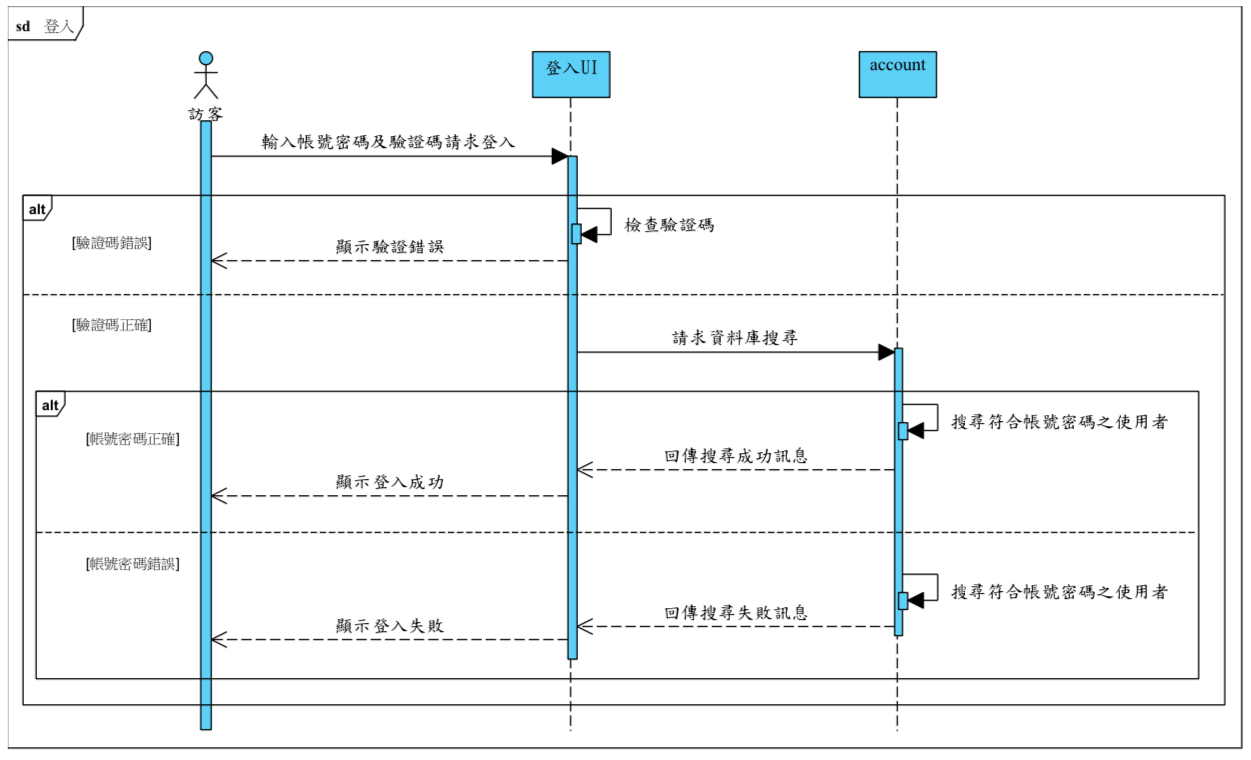 sd 登入
登入UI
account
訪客
輸入帳號密碼及驗證碼請求登入
alt
檢查驗證碼
[驗證碼錯誤]
顯示驗證錯誤
[驗證碼正確]
請求資料庫搜尋
alt
搜尋符合帳號密碼之使用者
[帳號密碼正確]
回傳搜尋成功訊息
顯示登入成功
[帳號密碼錯誤]
搜尋符合帳號密碼之使用者
回傳搜尋失敗訊息
顯示登入失敗